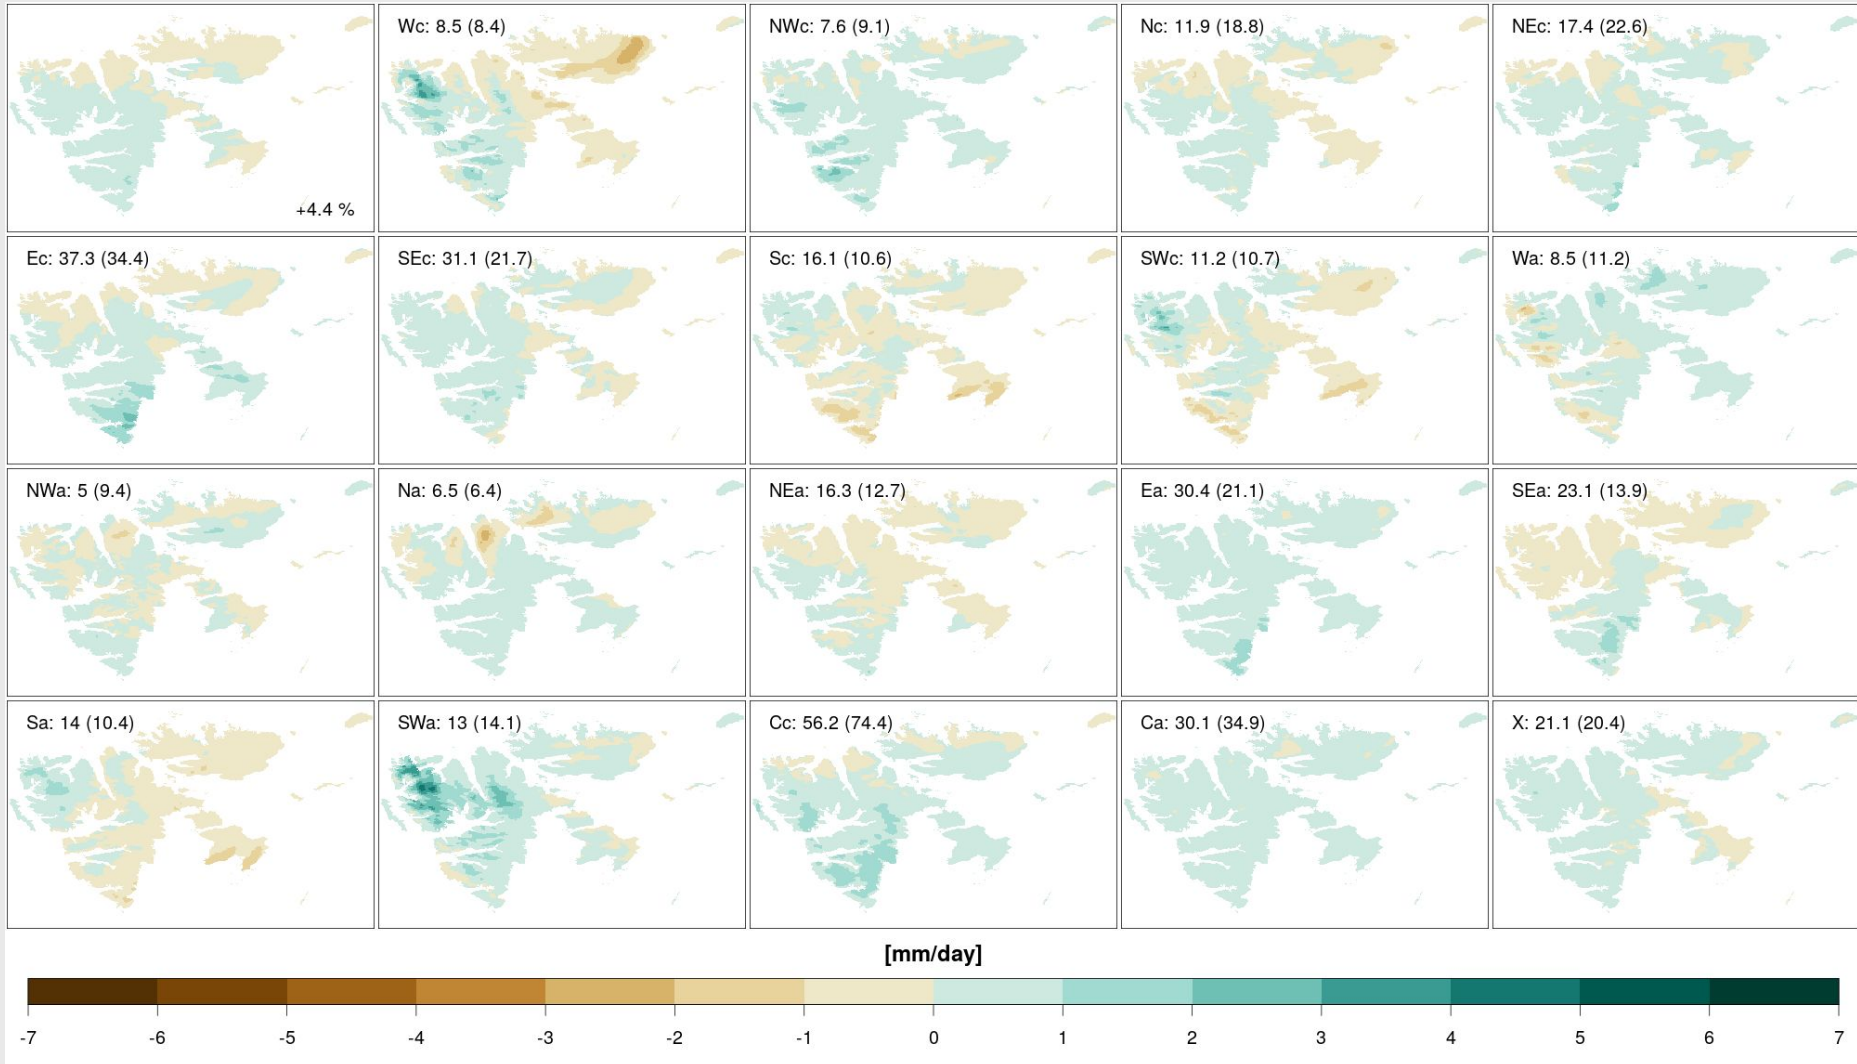 Wc: 8.5 (8.4)
NWc: 7.6 (9.1)
Nc: 11.9 (18.8)
NEc: 17.4 (22.6)
+4.4 %
Ec: 37.3 (34.4)
SEc: 31.1 (21.7)
Sc: 16.1 (10.6)
SWc: 11.2 (10.7)
Wa: 8.5 (11.2)
NWa: 5 (9.4)
Na: 6.5 (6.4)
NEa: 16.3 (12.7)
Ea: 30.4 (21.1)
SEa: 23.1 (13.9)
Sa: 14 (10.4)
SWa: 13 (14.1)
Cc: 56.2 (74.4)
Ca: 30.1 (34.9)
X: 21.1 (20.4)
[mm/day]
-7 -6 -5 -4 -3 -2 -1 0 1 2 3 4 5 6 7